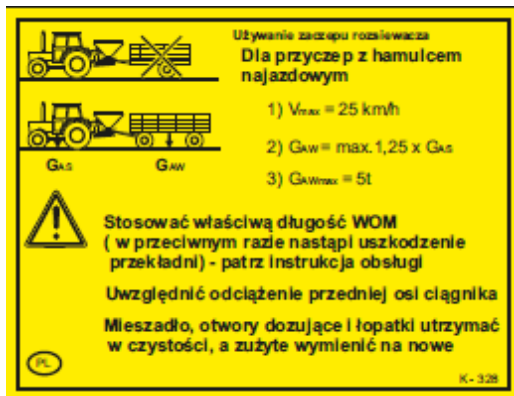 Używanie zaczepu rozsiewacza
Dla przyczep z hamulcem
najazdowym
1) Vmax = 25 km/h
2) GAW = max.1,25 x GAS
3) GAWmax = 5t
GAS GAW
Stosować właściwą długość WOM
( w przeciwnym razie nastąpi uszkodzenie
przekładni) - patrz instrukcja obsługi
Uwzględnić odciążenie przedniej osi ciągnika
Mieszadło, otwory dozujące i łopatki utrzymać
w czystości, a zużyte wymienić na nowe
PL
K - 328